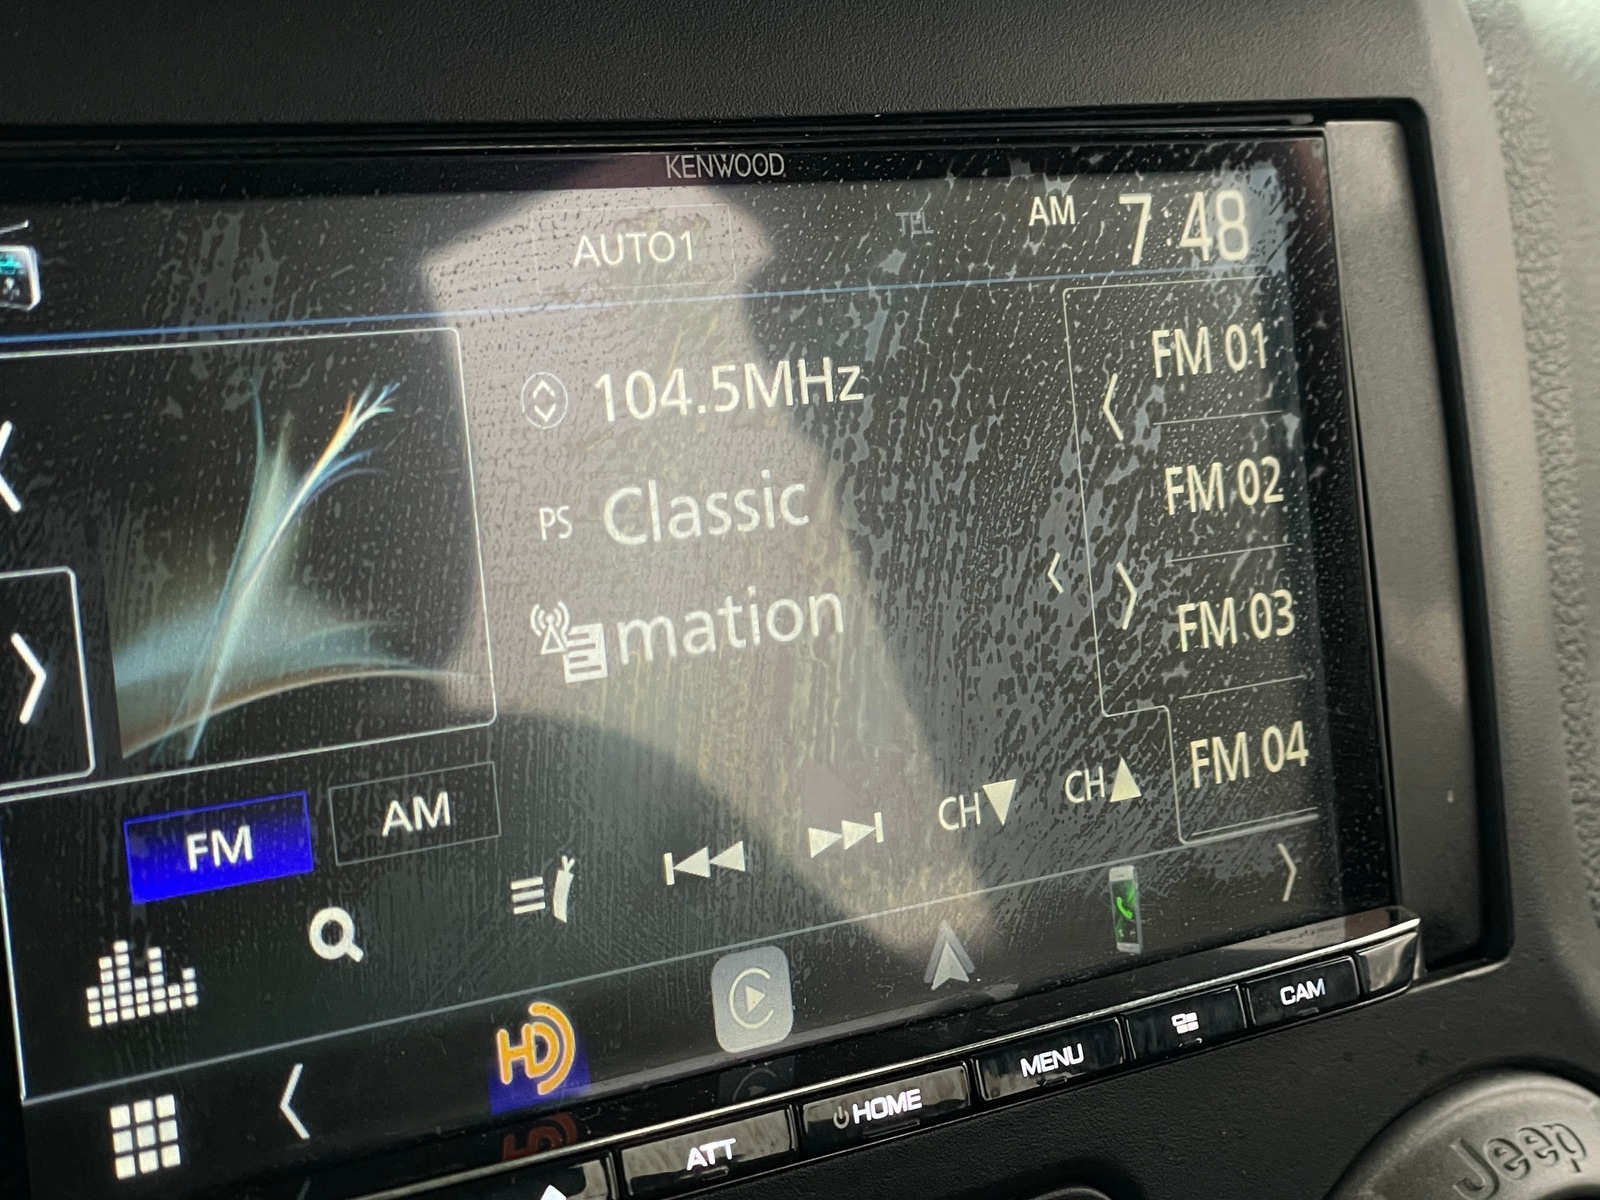 KENWOOD
AUTO1
TEL
AM 7:48
104.5MHz
PS Classic
mation
FM 01
FM 02
FM 03
FM 04
FM
AM
CH▼
CH▲
HD
ATT
HOME
MENU
CAM
Jeep